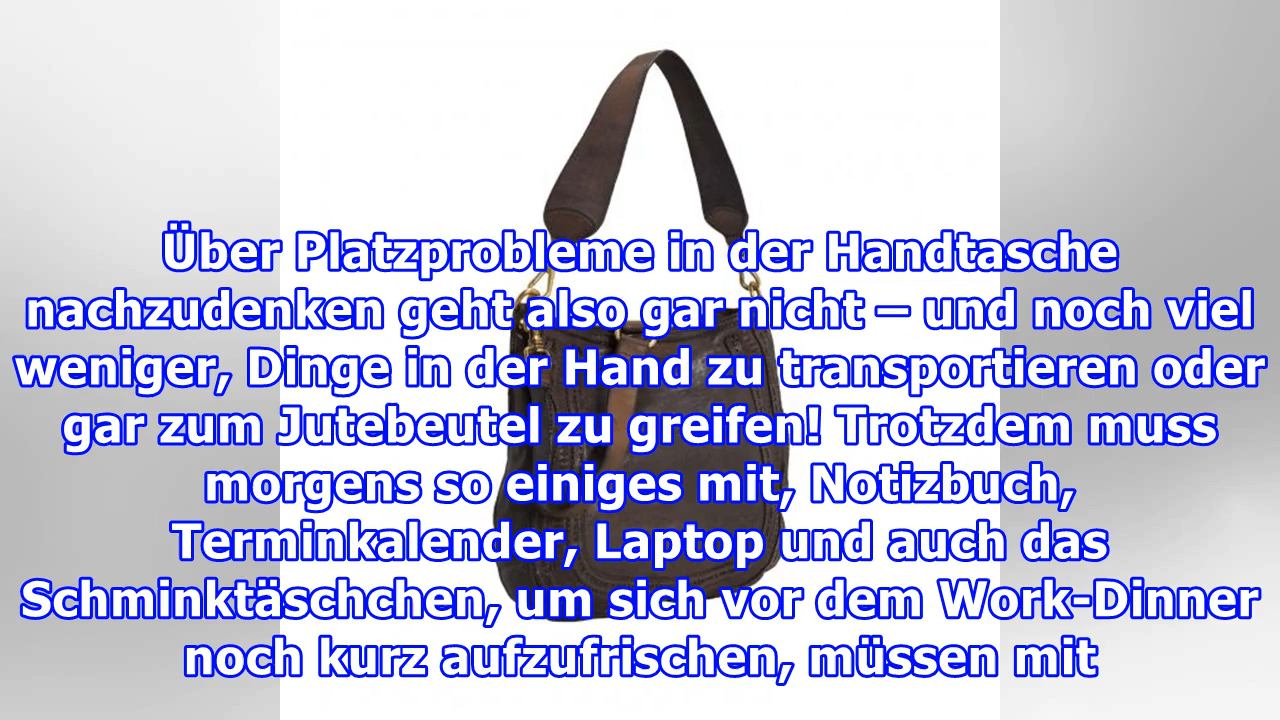 Über Platzprobleme in der Handtasche
nachzudenken geht also gar nicht – und noch viel
weniger, Dinge in der Hand zu transportieren oder
gar zum Jutebeutel zu greifen! Trotzdem muss
morgens so einiges mit, Notizbuch,
Terminkalender, Laptop und auch das
Schminktäschchen, um sich vor dem Work-Dinner
noch kurz aufzufrischen, müssen mit